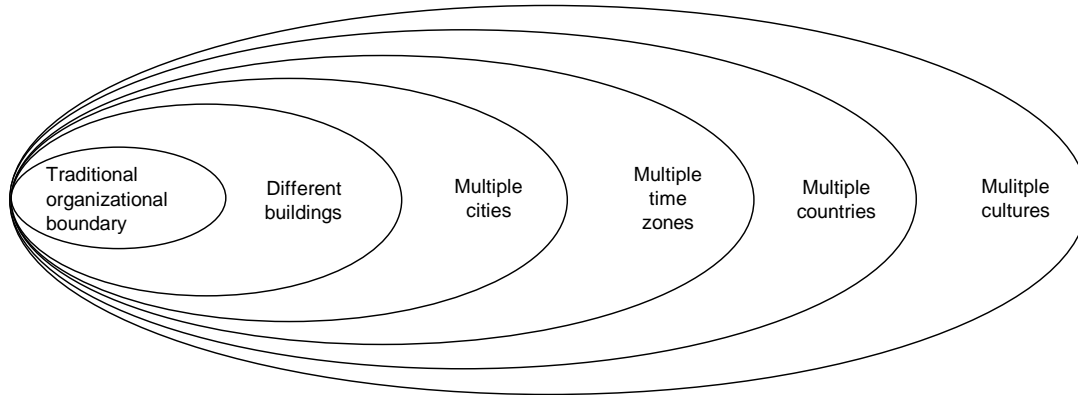 Traditional
organizational
boundary
Different
buildings
Multiple
cities
Multiple
time
zones
Multiple
countries
Mulitple
cultures